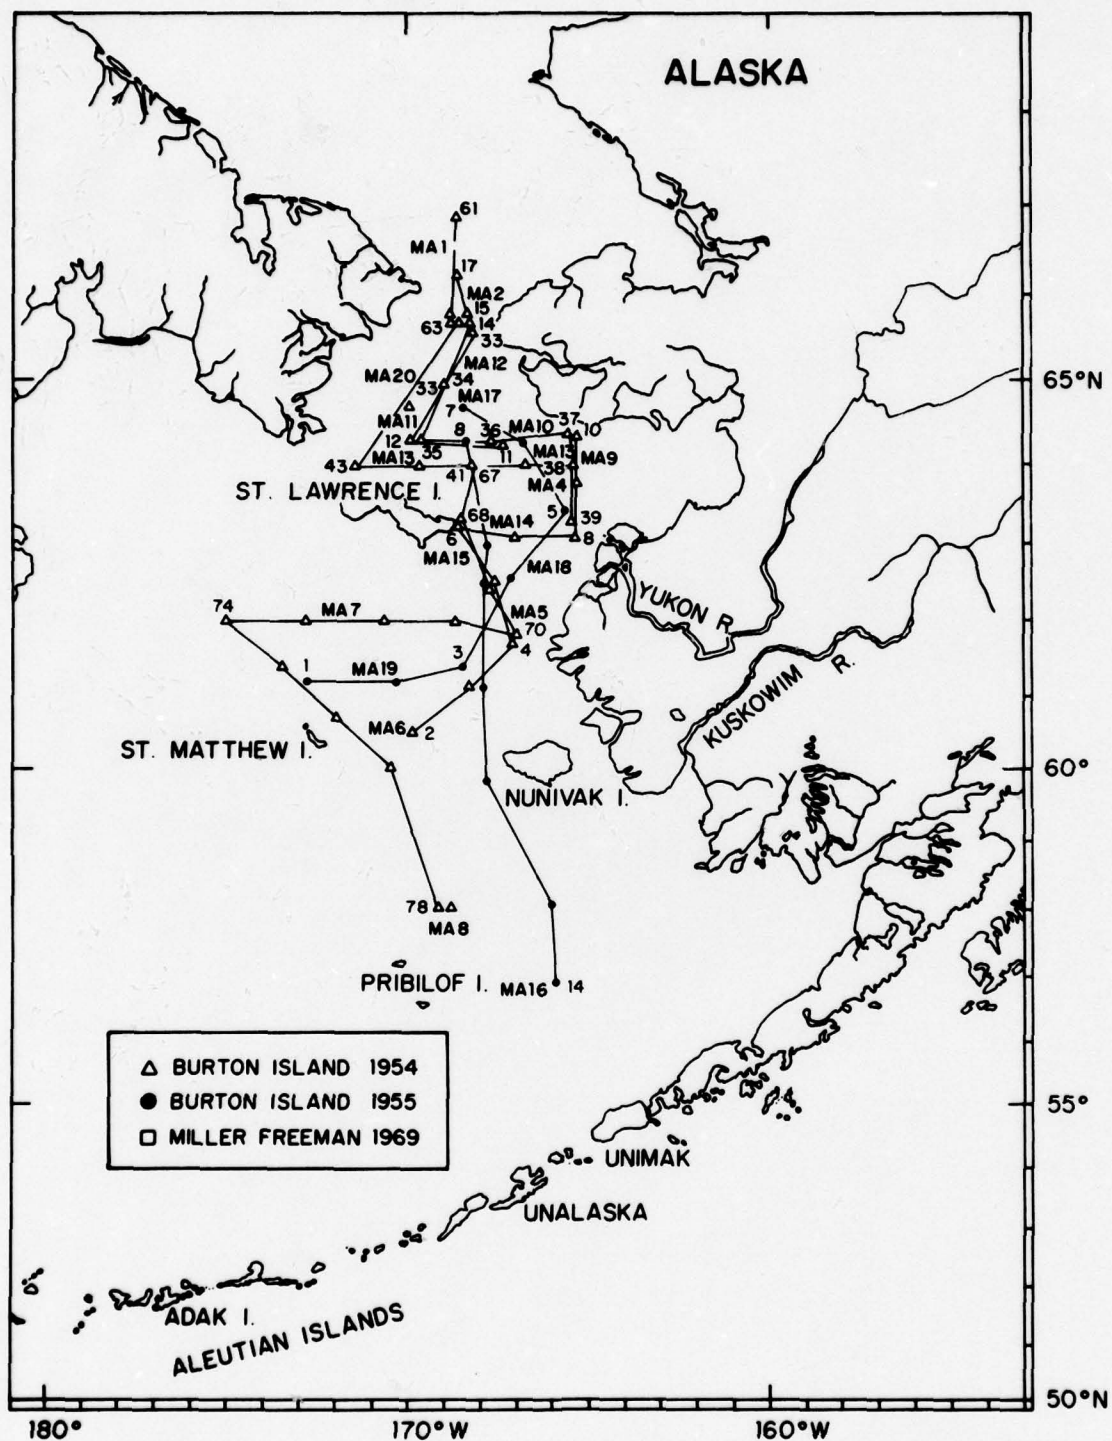 ALASKA
61
MA1
17
MA2
15
63
14
33
MA12
MA20
33
34
65°N
MA17
7
MA11
37
36
MA10
10
12
8
35
11
MA13
MA13
MA9
43
41
67
38
MA4
ST. LAWRENCE I.
68
MA14
5
39
6
8
MA15
MA18
YUKON R.
74
MA7
MA5
70
4
1
MA19
3
KUSKOWIM R.
MA6
2
ST. MATTHEW I.
60°
NUNIVAK I.
78
MA8
PRIBILOF I.
MA16
14
△ BURTON ISLAND 1954
● BURTON ISLAND 1955
□ MILLER FREEMAN 1969
55°
UNIMAK
UNALASKA
ADAK I.
ALEUTIAN ISLANDS
50°N
180°
170°W
160°W